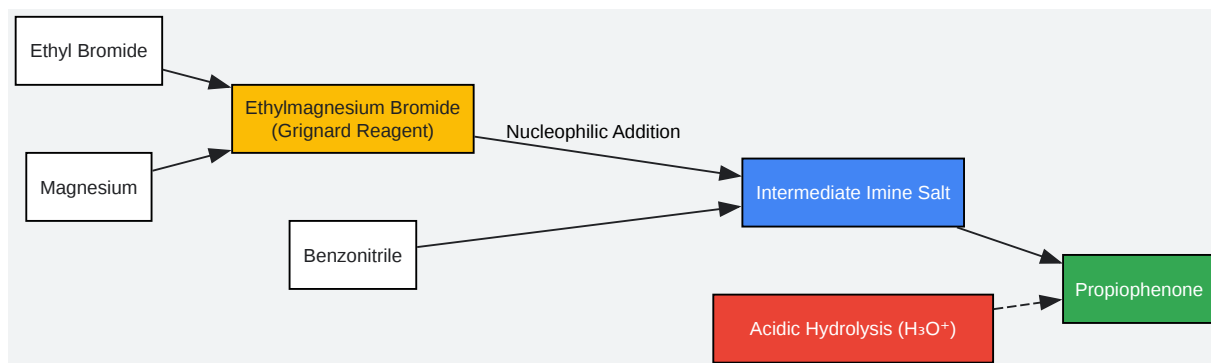 Ethyl Bromide
Ethylmagnesium Bromide
(Grignard Reagent)
Nucleophilic Addition
Magnesium
Intermediate Imine Salt
Benzonitrile
Propiophenone
Acidic Hydrolysis (H₃O⁺)